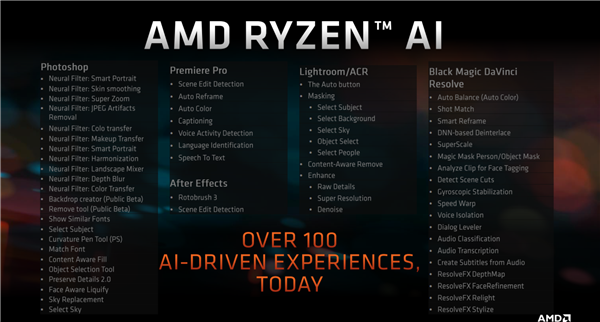 AMD RYZEN™ AI
Photoshop
Neural Filter: Smart Portrait
Neural Filter: Skin smoothing
Neural Filter: Super Zoom
Neural Filter: JPEG Artifacts
Removal
Neural Filter: Colo transfer
Neural Filter: Makeup Transfer
Neural Filter: Smart Portrait
Neural Filter: Harmonization
Neural Filter: Landscape Mixer
Neural Filter: Depth Blur
Neural Filter: Color Transfer
Backdrop creator (Public Beta)
Remove tool (Public Beta)
Show Similar Fonts
Select Subject
Curvature Pen Tool (PS)
Match Font
Content Aware Fill
Object Selection Tool
Preserve Details 2.0
Face Aware Liquify
Sky Replacement
Select Sky
Premiere Pro
Scene Edit Detection
Auto Reframe
Auto Color
Captioning
Voice Activity Detection
Language Identification
Speech To Text
After Effects
Rotobrush 3
Scene Edit Detection
Lightroom/ACR
The Auto button
Masking
Select Subject
Select Background
Select Sky
Object Select
Select People
Content-Aware Remove
Enhance
Raw Details
Super Resolution
Denoise
Black Magic DaVinci
Resolve
Auto Balance (Auto Color)
Shot Match
Smart Reframe
DNN-based Deinterlace
SuperScale
Magic Mask Person/Object Mask
Analyze Clip for Face Tagging
Detect Scene Cuts
Gyroscopic Stabilization
Speed Warp
Voice Isolation
Dialog Leveler
Audio Classification
Audio Transcription
Create Subtitles from Audio
ResolveFX DepthMap
ResolveFX FaceRefinement
ResolveFX Relight
ResolveFX Stylize
OVER 100
AI-DRIVEN EXPERIENCES,
TODAY
AMD